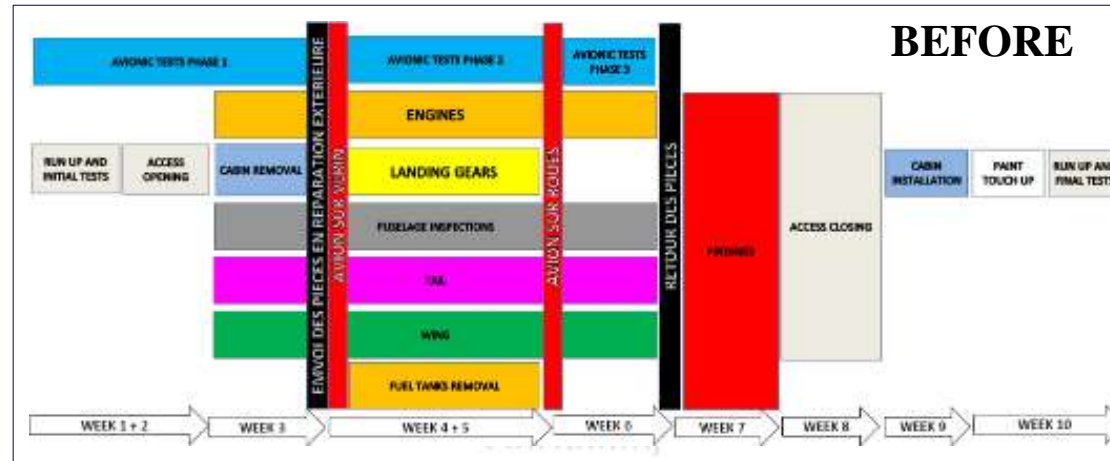 BEFORE
AVIONIC TESTS PHASE 1
ENVOI DES PIECES EN REPARATION EXTERIEURE
AVION SUR VERIN
AVIONIC TESTS PHASE 2
AVION SUR ROUES
AVIONIC TESTS
PHASE 3
RETOUR DES PIECES
ENGINES
RUN UP AND
INITIAL TESTS
ACCESS
OPENING
CABIN REMOVAL
LANDING GEARS
FUSELAGE INSPECTIONS
TAIL
WING
FUEL TANKS REMOVAL
FINDINGS
ACCESS CLOSING
CABIN
INSTALLATION
PAINT
TOUCH UP
RUN UP AND
FINAL TESTS
WEEK 1 + 2
WEEK 3
WEEK 4 + 5
WEEK 6
WEEK 7
WEEK 8
WEEK 9
WEEK 10